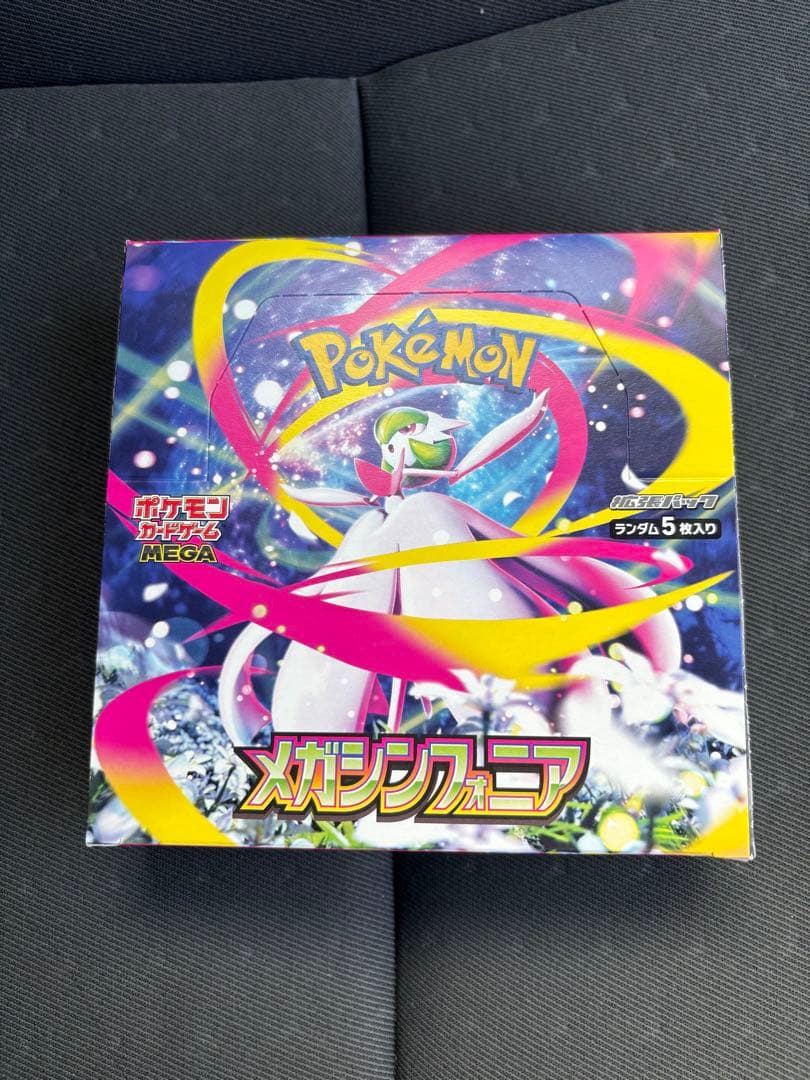 POKéMON
ポケモン
カードゲーム
MEGA
拡張パック
ランダム5枚入り
メガシンフォニア